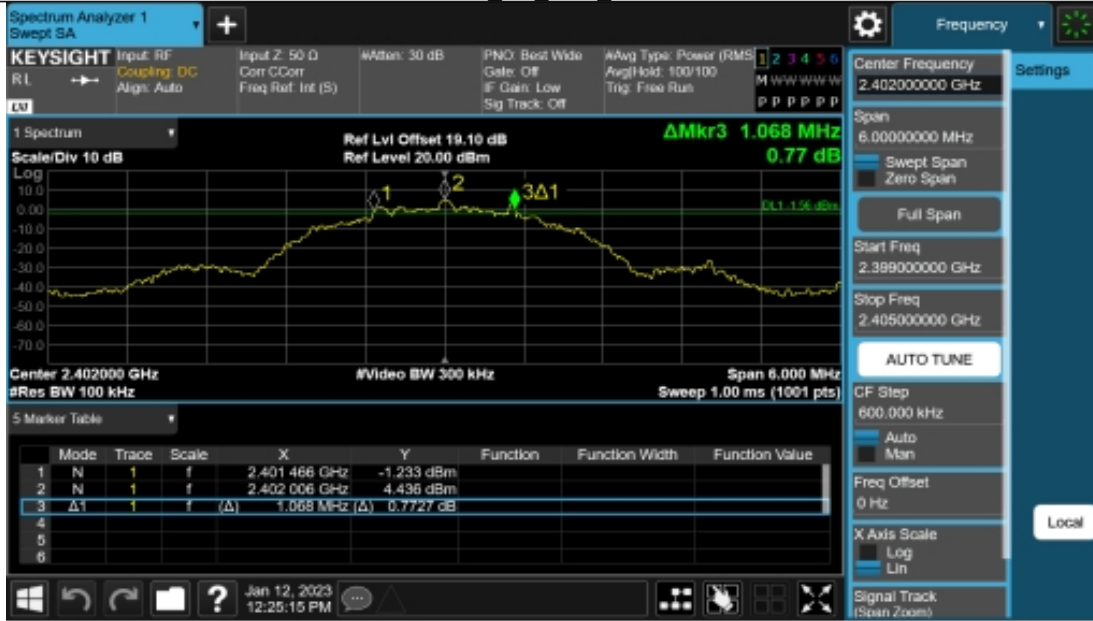 Spectrum Analyzer 1
Swept SA
+
Frequency
KEYSIGHT
Input: RF
Input Z: 50 Ω
#Atten: 30 dB
PNO: Best Wide
#Avg Type: Power (RMS
1 2 3 4 5 6
RL
Coupling: DC
Corr CCorr
Gate: Off
Avg|Hold: 100/100
M W W W W W
Align: Auto
Freq Ref: Int (S)
IF Gain: Low
Trig: Free Run
P P P P P P
LXI
Sig Track: Off
1 Spectrum
Ref Lvl Offset 19.10 dB
ΔMkr3 1.068 MHz
Scale/Div 10 dB
Ref Level 20.00 dBm
0.77 dB
Log
10.0
0.00
-10.0
-20.0
-30.0
-40.0
-50.0
-60.0
-70.0
1
2
3Δ1
DL1 -1.56 dBm
Center 2.402000 GHz
#Video BW 300 kHz
Span 6.000 MHz
#Res BW 100 kHz
Sweep 1.00 ms (1001 pts)
5 Marker Table
Mode Trace Scale X Y Function Function Width Function Value
1 N 1 f 2.401 466 GHz -1.233 dBm
2 N 1 f 2.402 006 GHz 4.436 dBm
3 Δ1 1 f (Δ) 1.068 MHz (Δ) 0.7727 dB
4
5
6
?
Jan 12, 2023
12:25:15 PM
Center Frequency
2.402000000 GHz
Settings
Span
6.00000000 MHz
Swept Span
Zero Span
Full Span
Start Freq
2.399000000 GHz
Stop Freq
2.405000000 GHz
AUTO TUNE
CF Step
600.000 kHz
Auto
Man
Freq Offset
0 Hz
Local
X Axis Scale
Log
Lin
Signal Track
(Span Zoom)